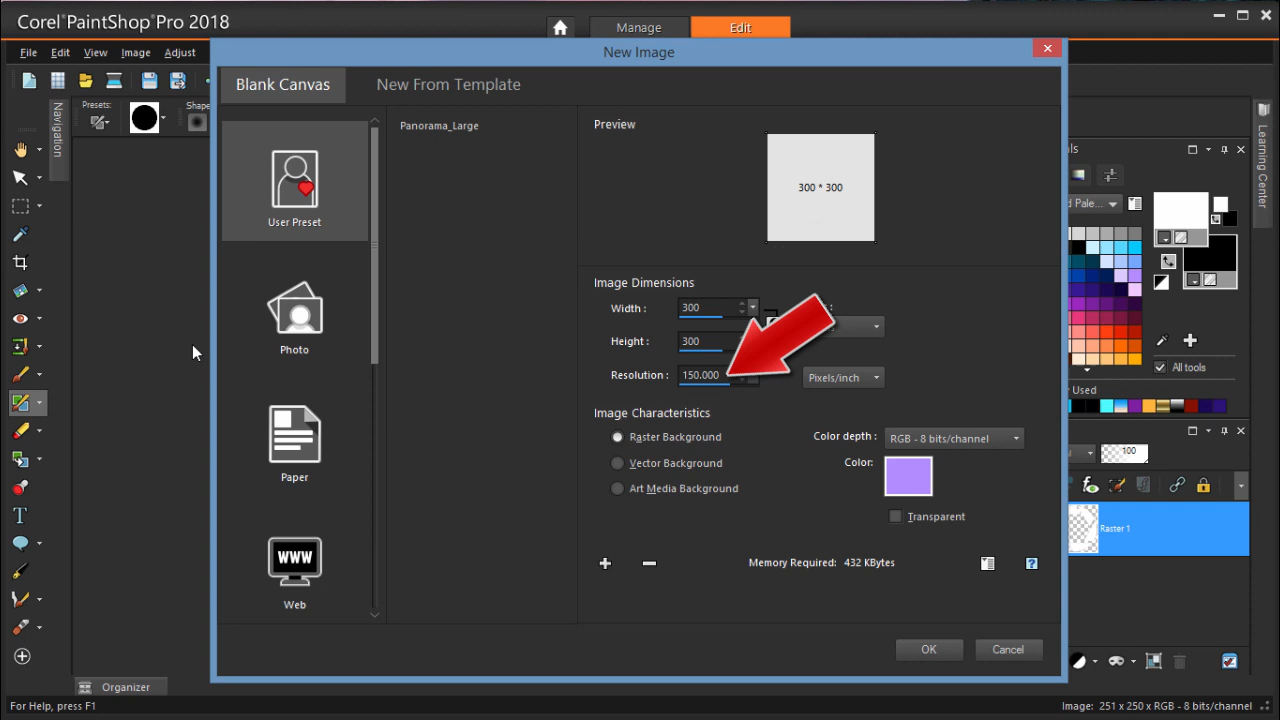 Corel®PaintShop®Pro 2018
Manage
Edit
File Edit View Image Adjust
New Image
Blank Canvas
New From Template
Presets:
Shape
Navigation
User Preset
Photo
Paper
WWW
Web
Panorama_Large
Preview
300 * 300
Image Dimensions
Width : 300
Height : 300
Resolution : 150.000
Pixels/inch
Image Characteristics
Raster Background
Vector Background
Art Media Background
Color depth : RGB - 8 bits/channel
Color:
Transparent
Memory Required: 432 KBytes
OK
Cancel
Learning Center
All tools
Used
100
Raster 1
Organizer
For Help, press F1
Image: 251 x 250 x RGB - 8 bits/channel